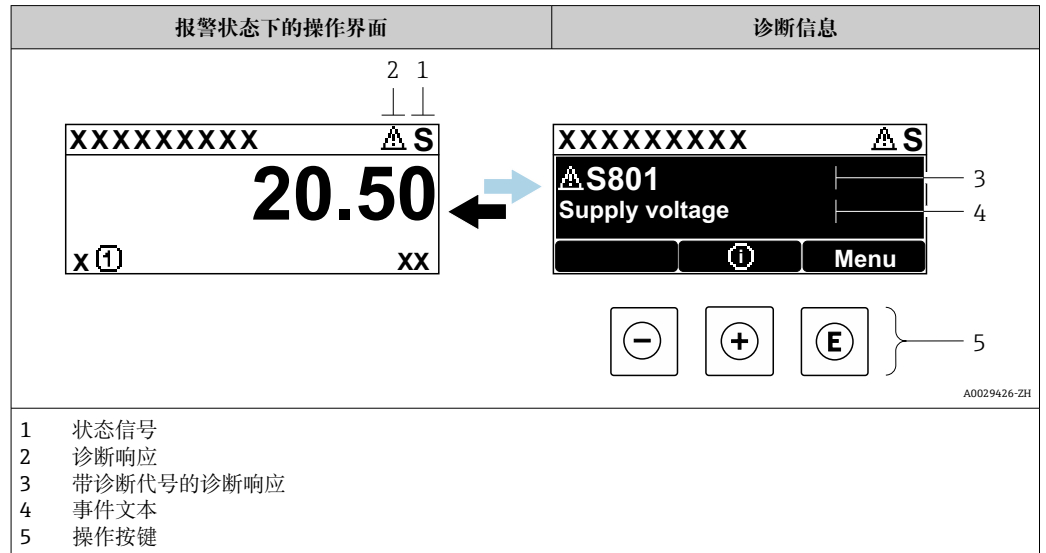 报警状态下的操作界面
诊断信息
2 1
XXXXXXXXX ⚠ S
20.50
x ① XX
XXXXXXXXX ⚠ S
⚠S801
3
Supply voltage
4
ⓘ Menu
- + E
5
A0029426-ZH
1 状态信号
2 诊断响应
3 带诊断代号的诊断响应
4 事件文本
5 操作按键